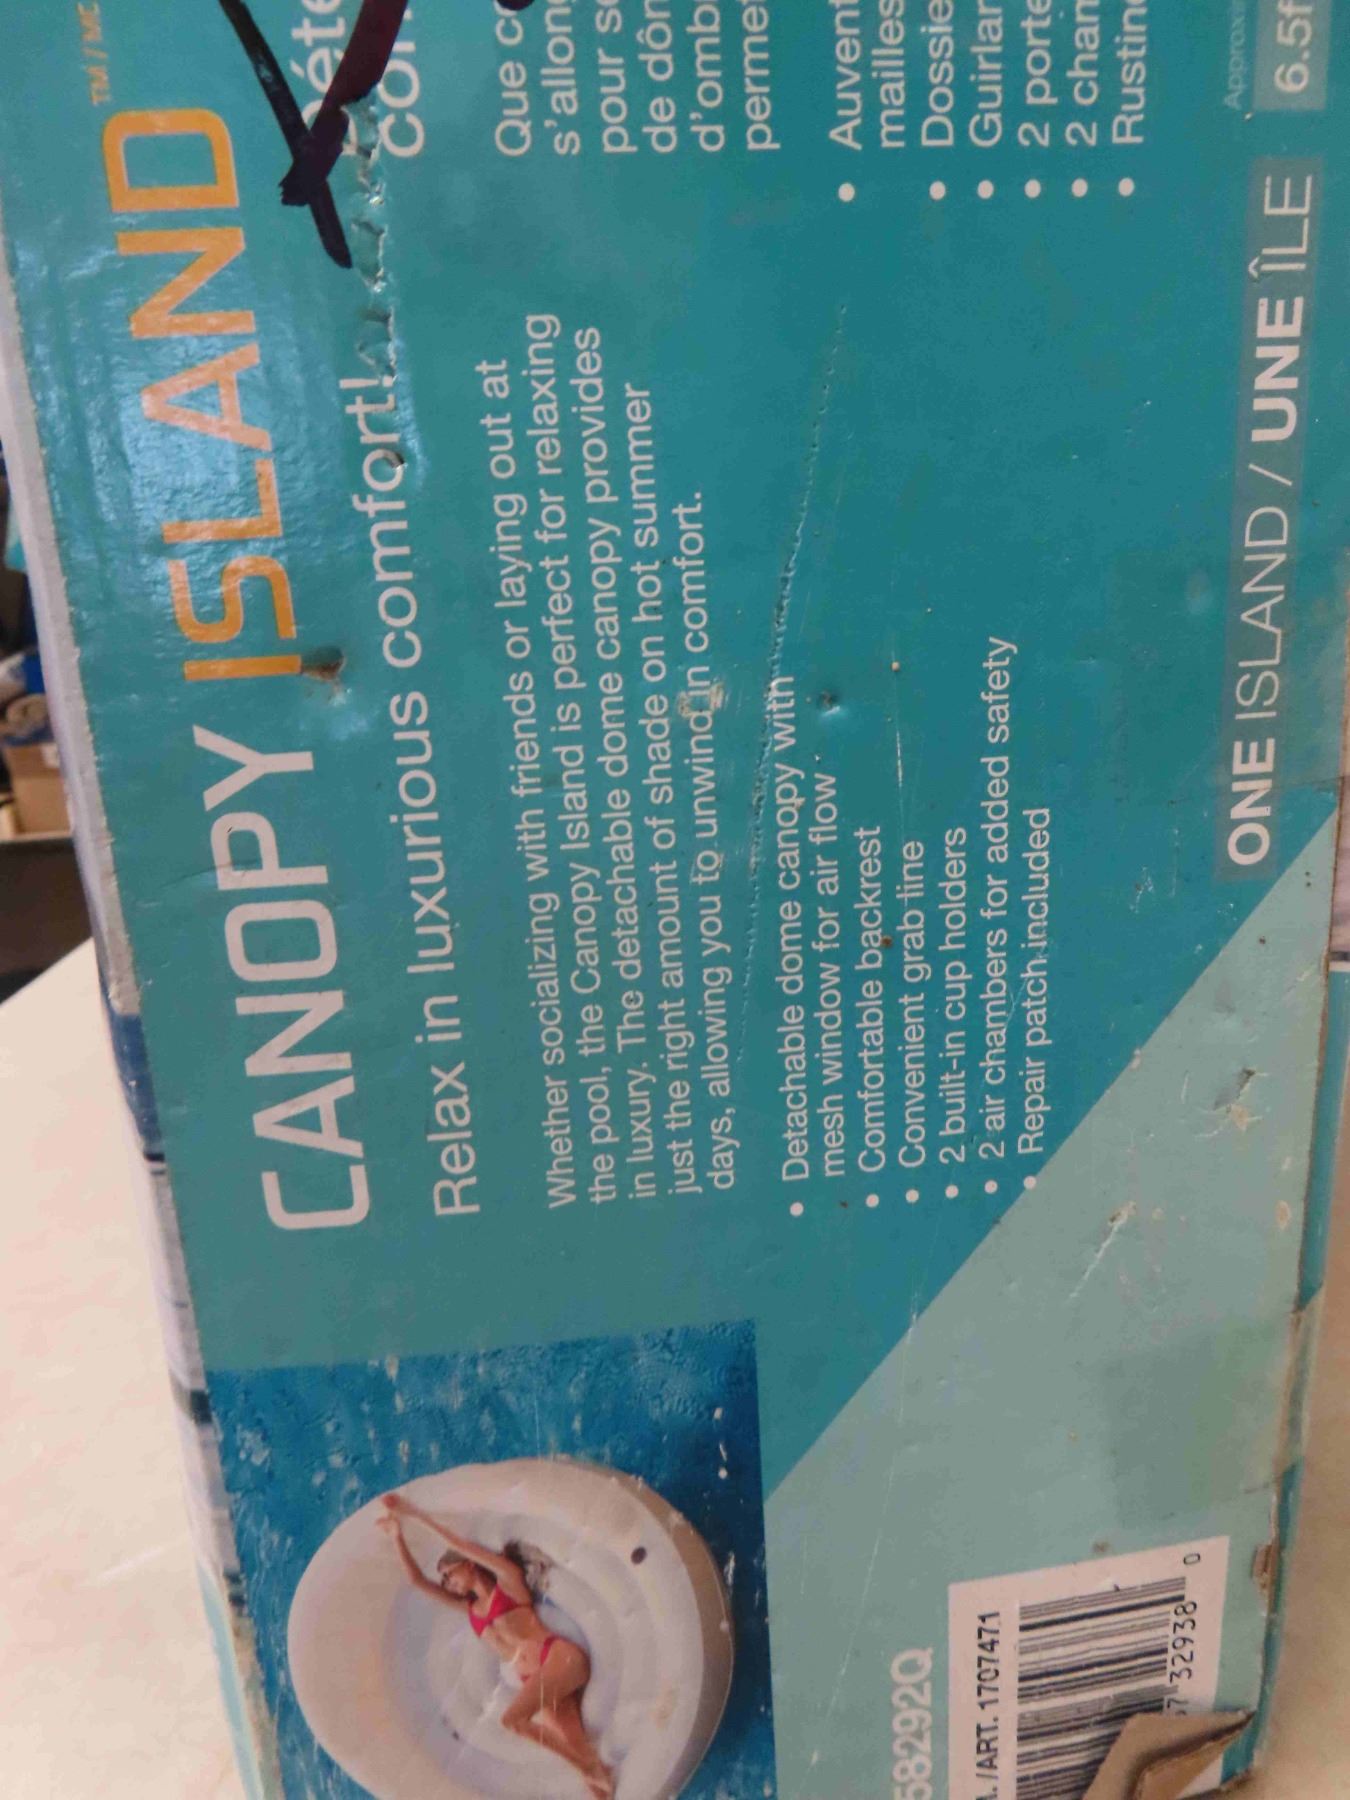 CANOPY ISLAND
TM/MC
Relax in luxurious comfort!
Whether socializing with friends or laying out at
the pool, the Canopy Island is perfect for relaxing
in luxury. The detachable dome canopy provides
just the right amount of shade on hot summer
days, allowing you to unwind in comfort.
• Detachable dome canopy with
mesh window for air flow
• Comfortable backrest
• Convenient grab line
• 2 built-in cup holders
• 2 air chambers for added safety
• Repair patch included
Que
s'allon
pour
de
d'omb
permet
• Auvent
mailles
• Dossie
• Guirlan
• 2 porte
• 2 cham
• Rustin
ONE ISLAND / UNE ÎLE
Approxi
6.5f
58292Q
/ART. 1707471
32938 0